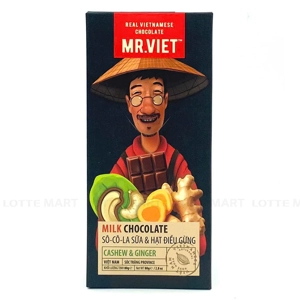 REAL VIETNAMESE
CHOCOLATE
MR.VIET™
LOTTE MART
MILK CHOCOLATE
SÔ-CÔ-LA SỮA & HẠT ĐIỀU GỪNG
CASHEW & GINGER
VIỆT NAM